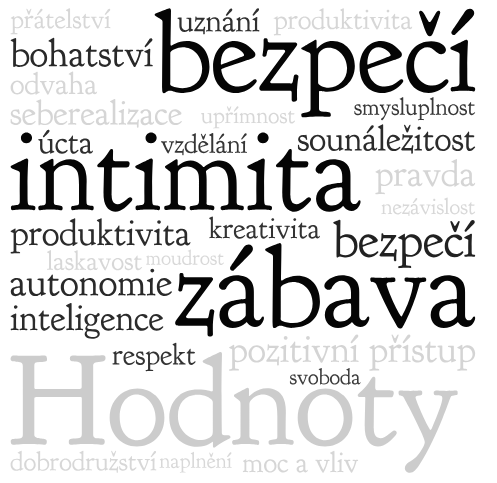 přátelství uznání produktivita
bohatství bezpečí
odvaha
seberealizace upřímnost smysluplnost
úcta vzdělání sounáležitost
intimita pravda
nezávislost
produktivita kreativita bezpečí
laskavost moudrost
autonomie zábava
inteligence
respekt pozitivní přístup
svoboda
Hodnoty
dobrodružství naplnění moc a vliv